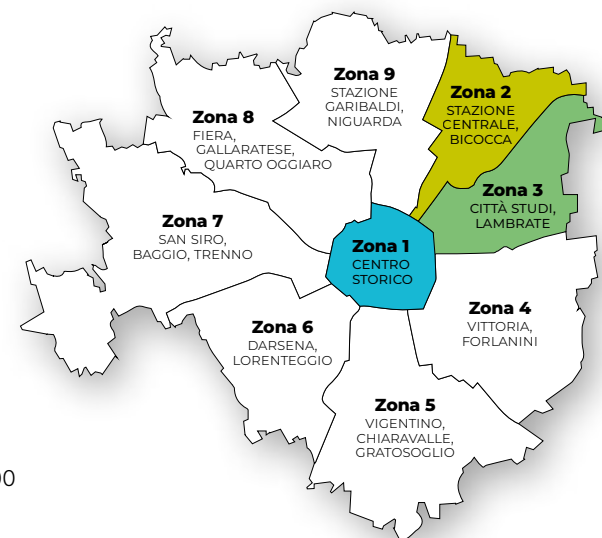 Zona 9
STAZIONE
GARIBALDI,
NIGUARDA
Zona 2
STAZIONE
CENTRALE,
BICOCCA
Zona 8
FIERA,
GALLARATESE,
QUARTO OGGIARO
Zona 3
CITTÀ STUDI,
LAMBRATE
Zona 7
SAN SIRO,
BAGGIO, TRENNO
Zona 1
CENTRO
STORICO
Zona 4
VITTORIA,
FORLANINI
Zona 6
DARSENA,
LORENTEGGIO
Zona 5
VIGENTINO,
CHIARAVALLE,
GRATOSOGLIO